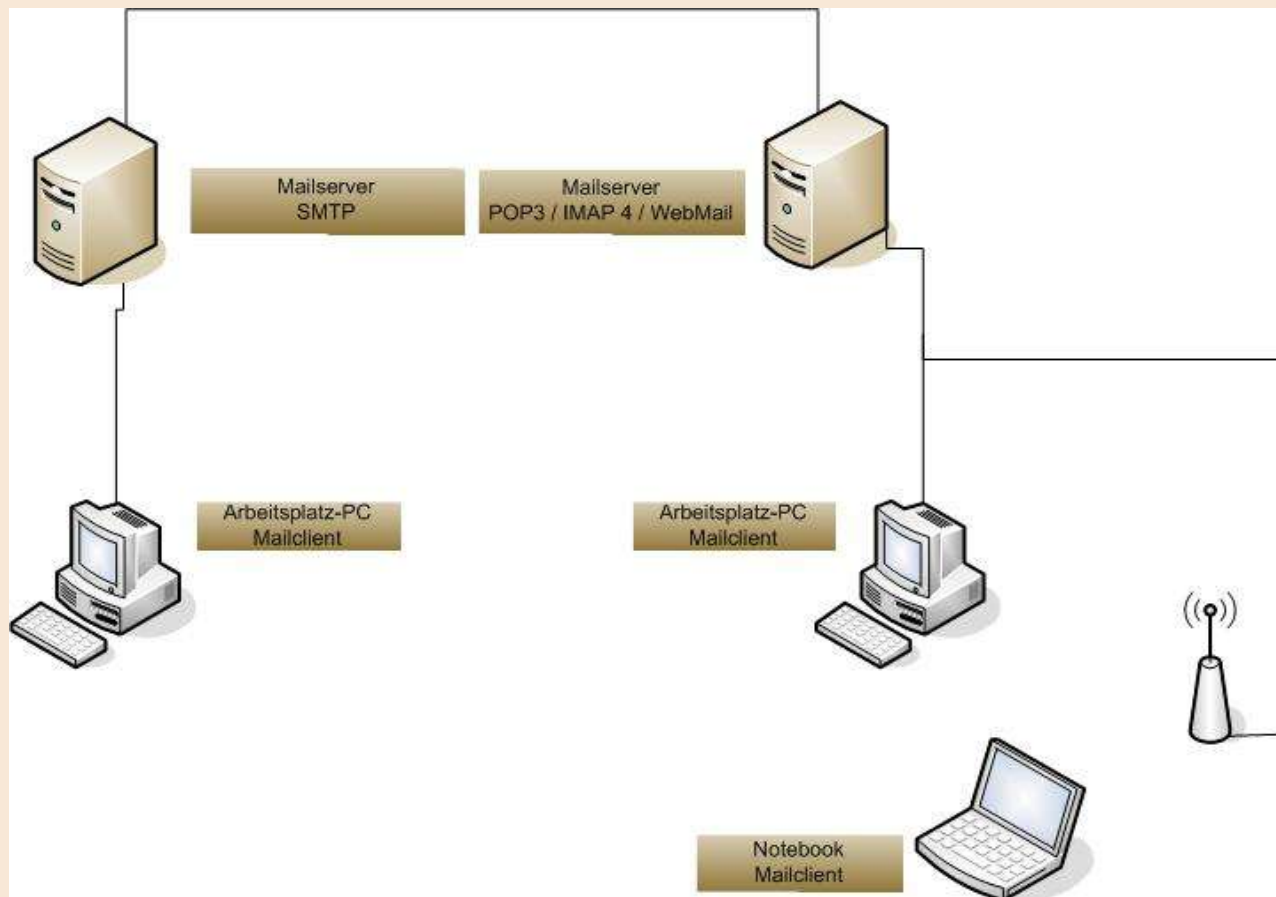 Mailserver
SMTP
Mailserver
POP3 / IMAP 4 / WebMail
Arbeitsplatz-PC
Mailclient
Arbeitsplatz-PC
Mailclient
Notebook
Mailclient